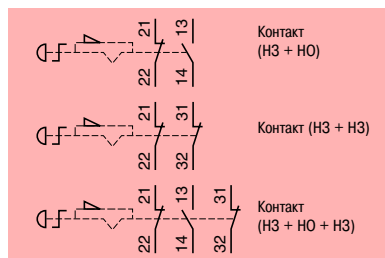 21 13
Контакт
(НЗ + НО)
22 14
21 31
Контакт (НЗ + НЗ)
22 32
21 13 31
Контакт
(НЗ + НО + НЗ)
22 14 32